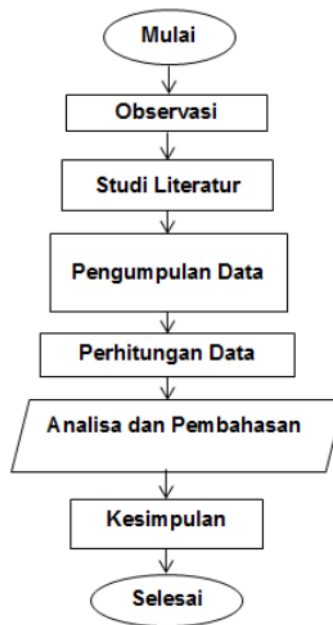 Mulai
Observasi
Studi Literatur
Pengumpulan Data
Perhitungan Data
Analisa dan Pembahasan
Kesimpulan
Selesai